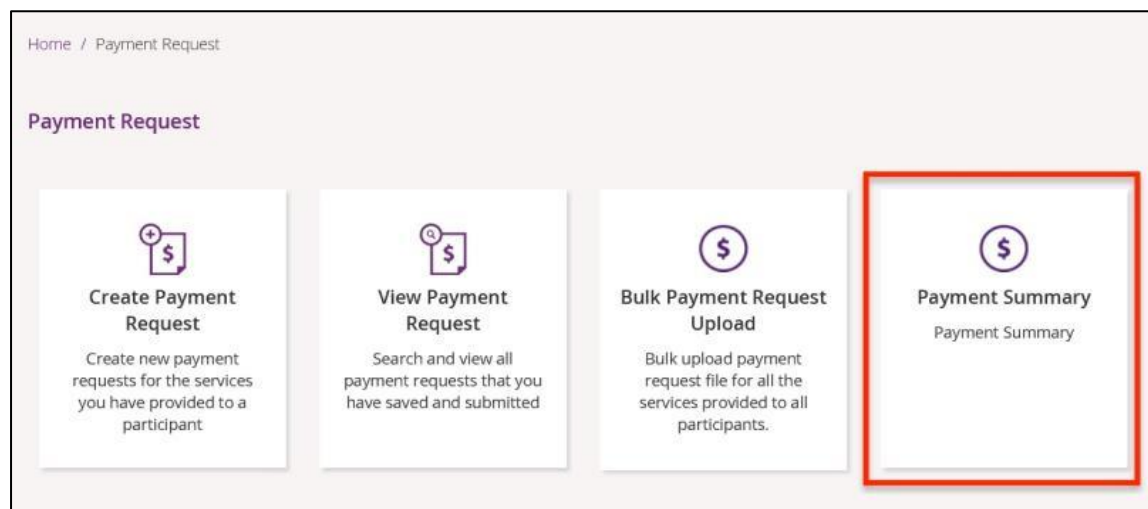 Home / Payment Request
Payment Request
$
Create Payment
Request
Create new payment
requests for the services
you have provided to a
participant
$
View Payment
Request
Search and view all
payment requests that you
have saved and submitted
$
Bulk Payment Request
Upload
Bulk upload payment
request file for all the
services provided to all
participants.
$
Payment Summary
Payment Summary